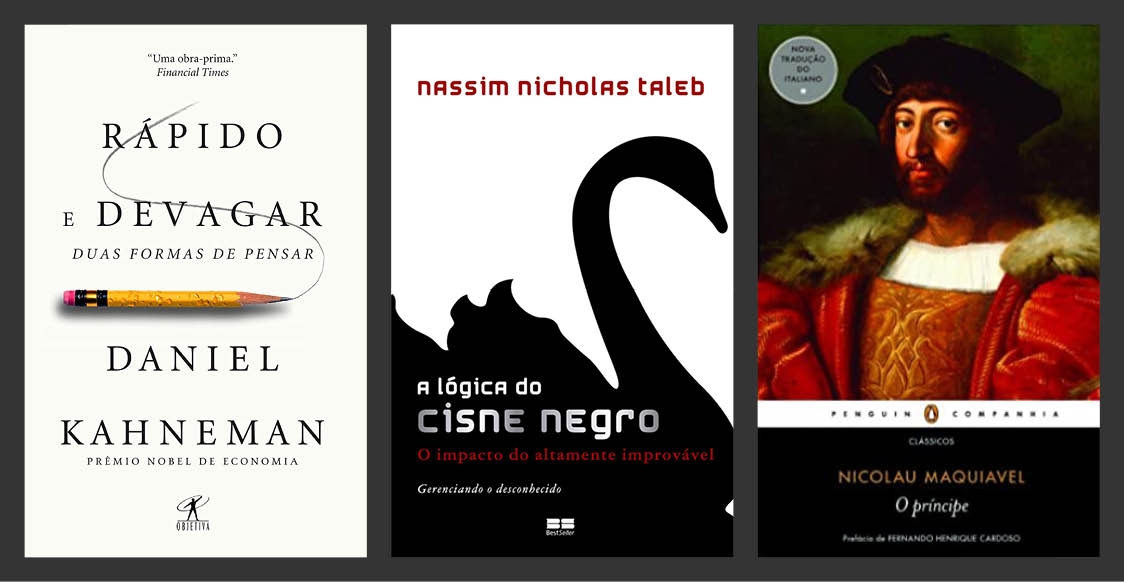 “Uma obra-prima.”
Financial Times
RÁPIDO
E DEVAGAR
DUAS FORMAS DE PENSAR
DANIEL
KAHNEMAN
PRÊMIO NOBEL DE ECONOMIA
OBJETIVA
nassim nicholas taleb
a lógica do
cisne negro
O impacto do altamente improvável
Gerenciando o desconhecido
BestSeller
NOVA
TRADUÇÃO
DO
ITALIANO
PENGUIN COMPANHIA
CLÁSSICOS
NICOLAU MAQUIAVEL
O príncipe
Prefácio de FERNANDO HENRIQUE CARDOSO